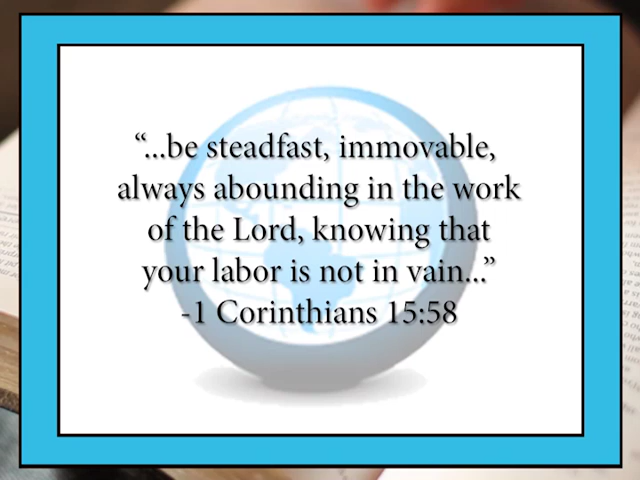 “...be steadfast, immovable,
always abounding in the work
of the Lord, knowing that
your labor is not in vain...”
-1 Corinthians 15:58